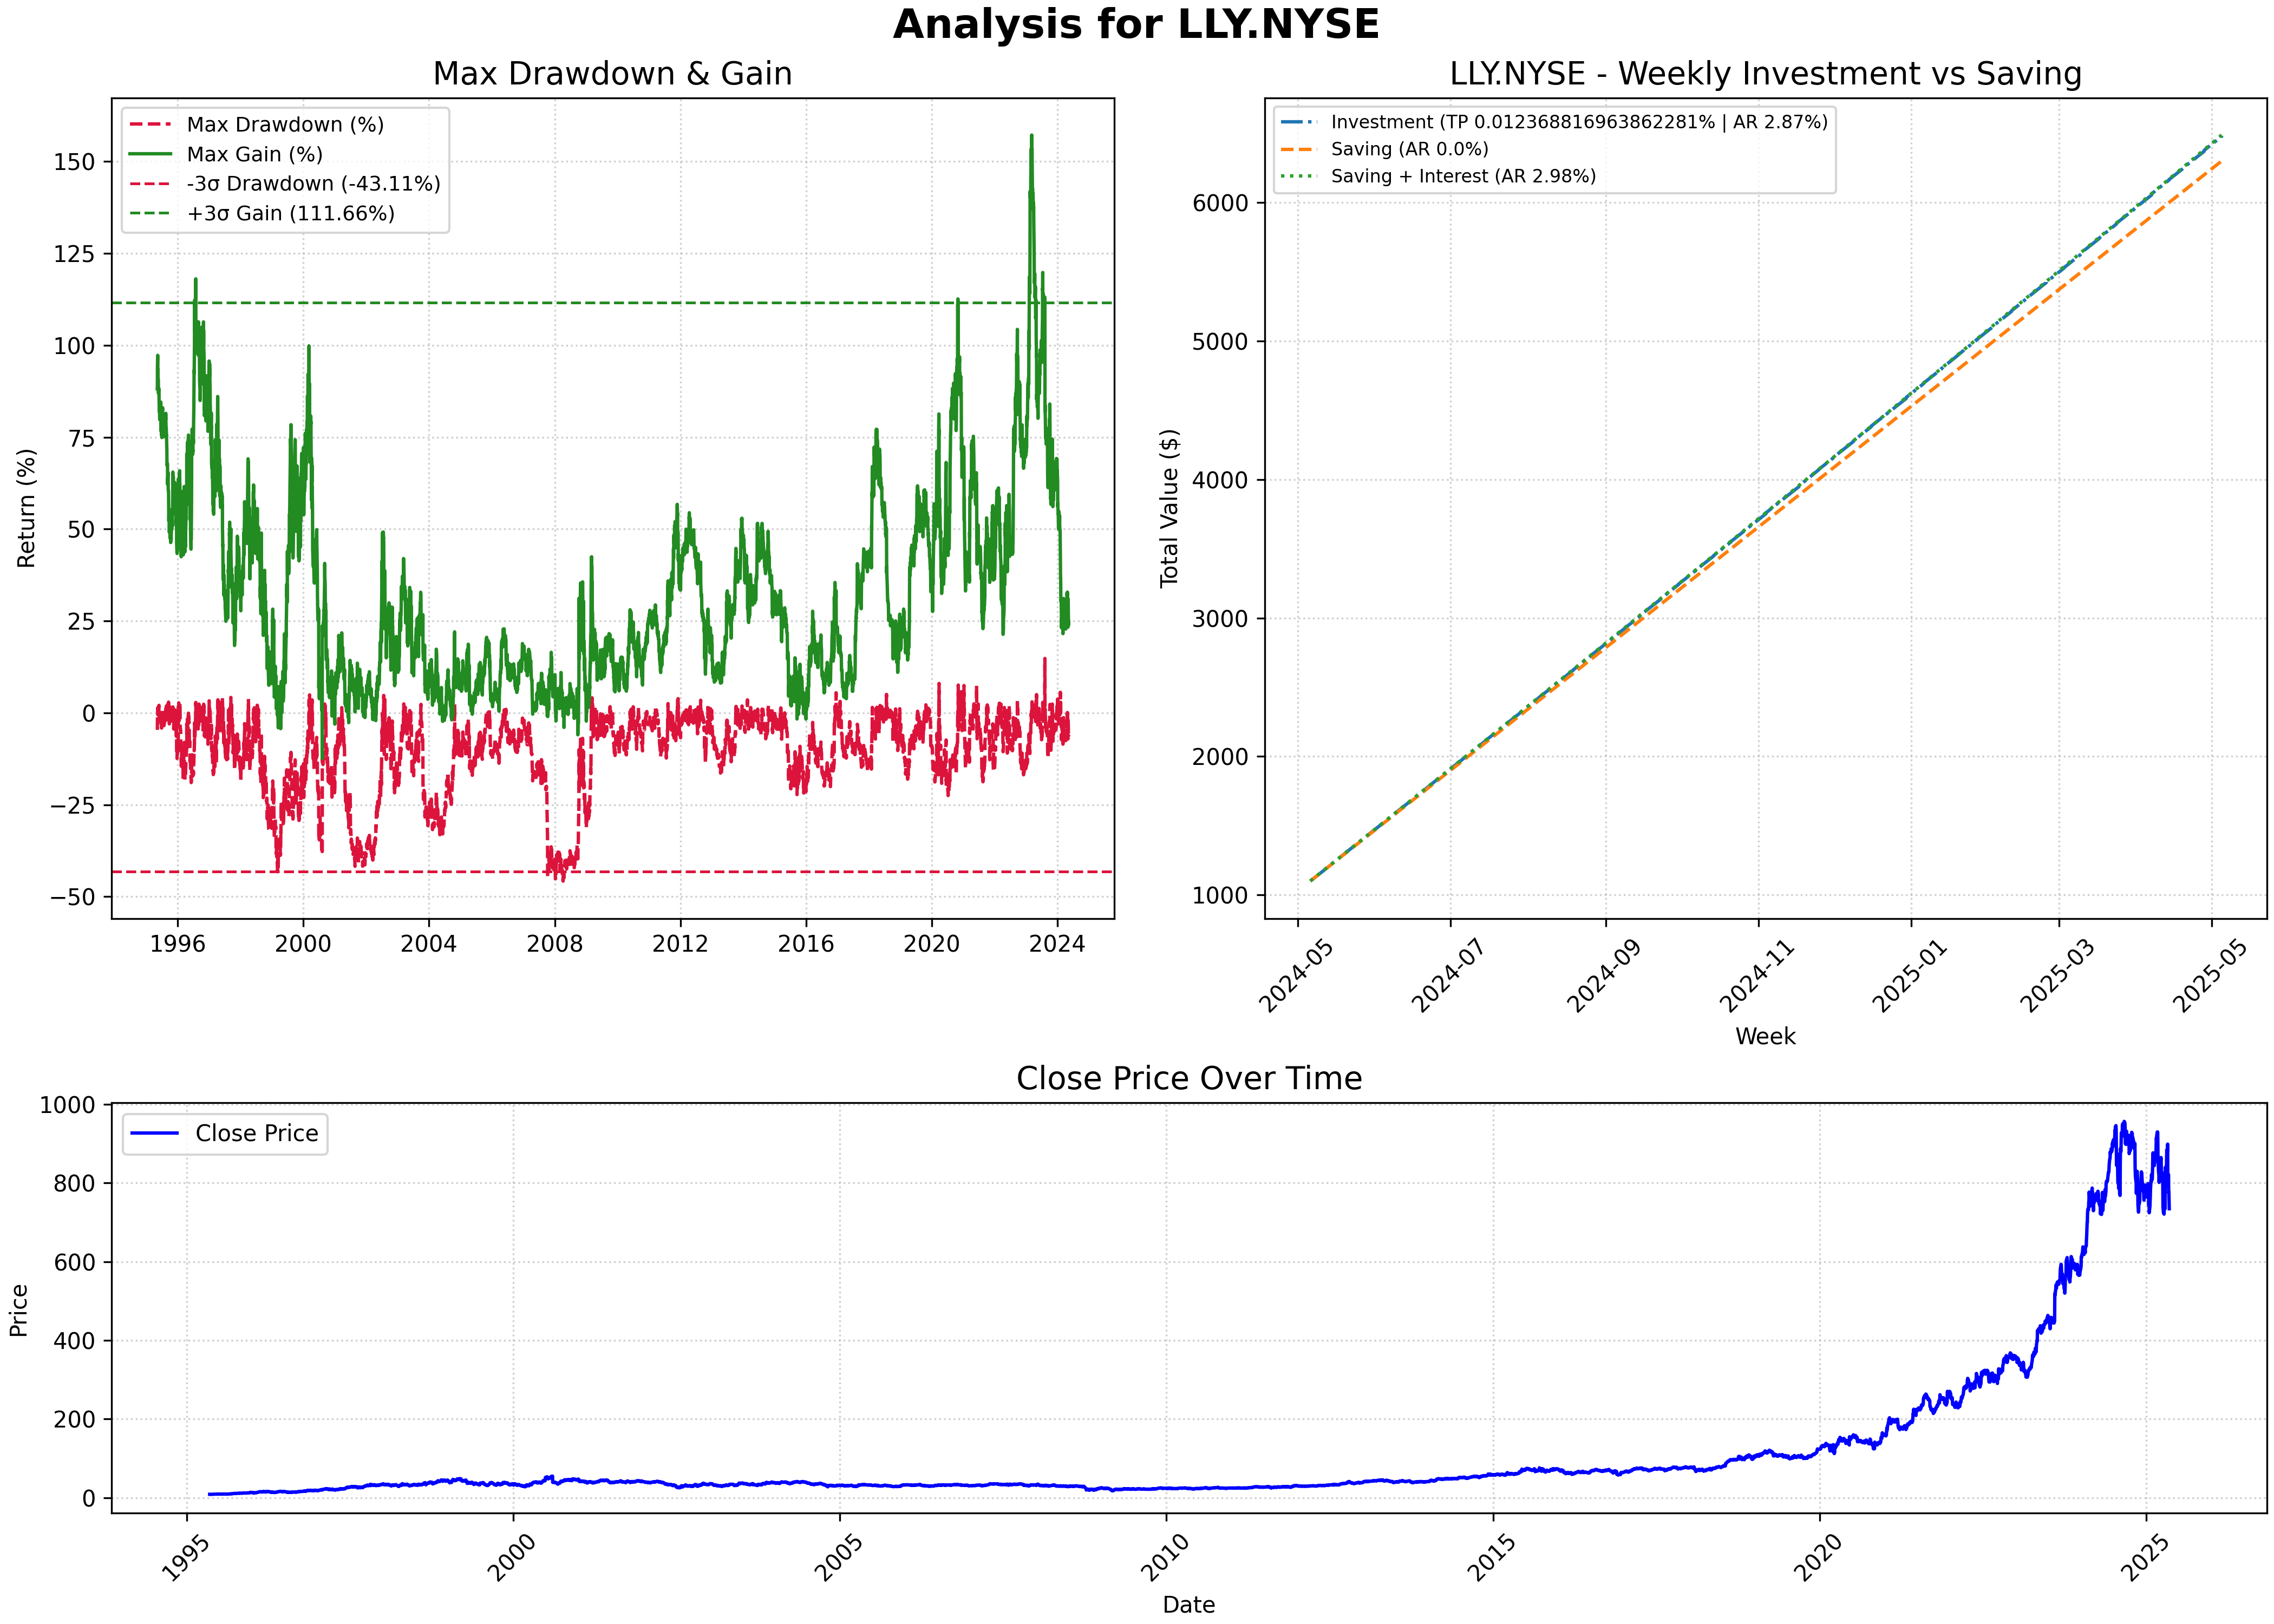 Analysis for LLY.NYSE
Max Drawdown & Gain
Max Drawdown (%)
Max Gain (%)
-3σ Drawdown (-43.11%)
+3σ Gain (111.66%)
Return (%)
150
125
100
75
50
25
0
−25
−50
1996
2000
2004
2008
2012
2016
2020
2024
LLY.NYSE - Weekly Investment vs Saving
Investment (TP 0.012368816963862281% | AR 2.87%)
Saving (AR 0.0%)
Saving + Interest (AR 2.98%)
Total Value ($)
6000
5000
4000
3000
2000
1000
2024-05
2024-07
2024-09
2024-11
2025-01
2025-03
2025-05
Week
Close Price Over Time
Close Price
Price
1000
800
600
400
200
0
1995
2000
2005
2010
2015
2020
2025
Date